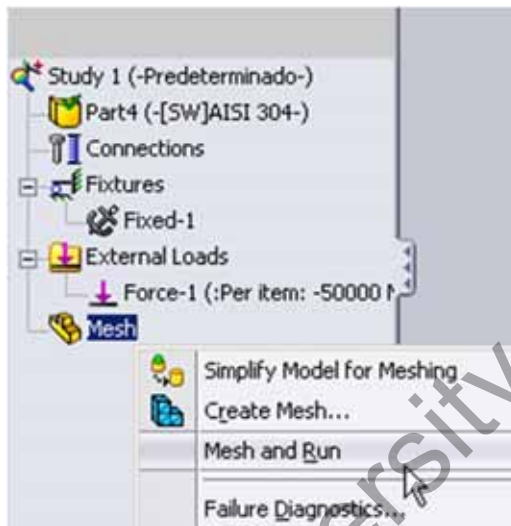 Study 1 (-Predeterminado-)
Part4 (-[SW]AISI 304-)
Connections
Fixtures
Fixed-1
External Loads
Force-1 (:Per item: -50000 N
Mesh
Simplify Model for Meshing
Create Mesh...
Mesh and Run
Failure Diagnostics...
ersity